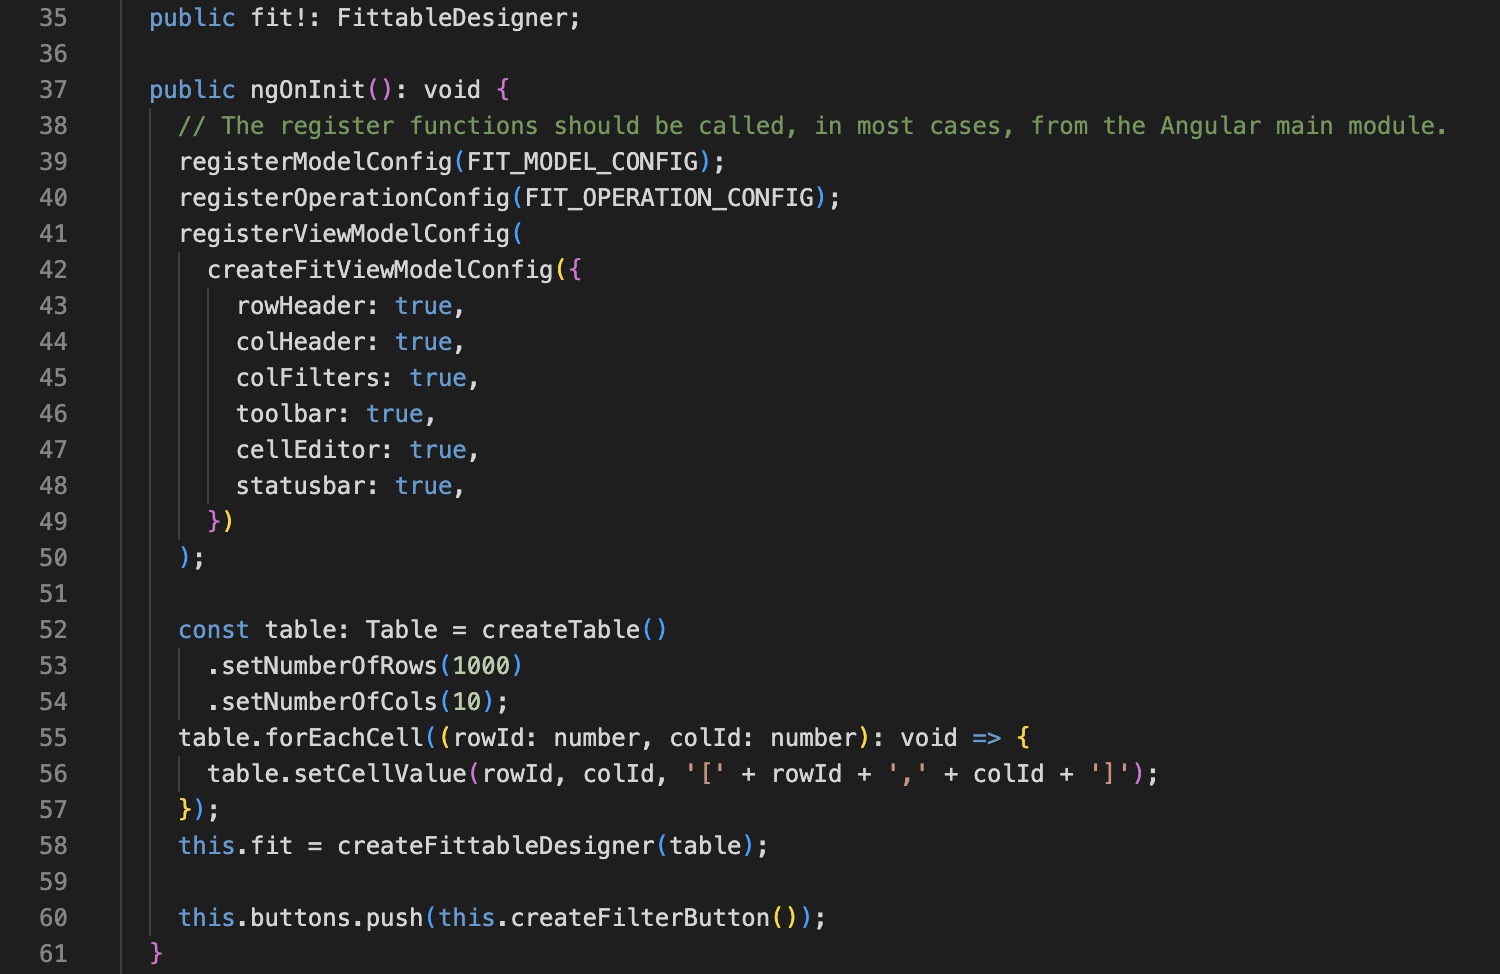 35 public fit!: FittableDesigner;
36
37 public ngOnInit(): void {
38 // The register functions should be called, in most cases, from the Angular main module.
39 registerModelConfig(FIT_MODEL_CONFIG);
40 registerOperationConfig(FIT_OPERATION_CONFIG);
41 registerViewModelConfig(
42 createFitViewModelConfig({
43 rowHeader: true,
44 colHeader: true,
45 colFilters: true,
46 toolbar: true,
47 cellEditor: true,
48 statusbar: true,
49 })
50 );
51
52 const table: Table = createTable()
53 .setNumberOfRows(1000)
54 .setNumberOfCols(10);
55 table.forEachCell((rowId: number, colId: number): void => {
56 table.setCellValue(rowId, colId, '[' + rowId + ',' + colId + ']');
57 });
58 this.fit = createFittableDesigner(table);
59
60 this.buttons.push(this.createFilterButton());
61 }